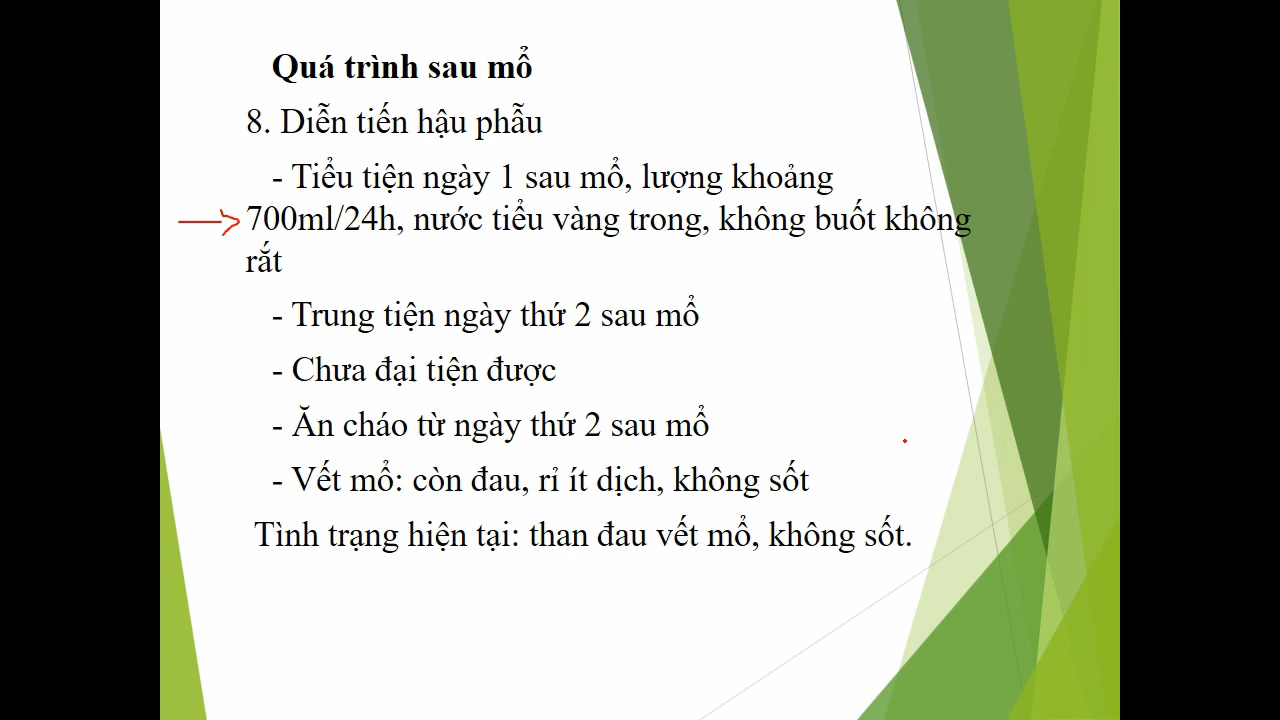 Quá trình sau mổ
8. Diễn tiến hậu phẫu
- Tiểu tiện ngày 1 sau mổ, lượng khoảng
700ml/24h, nước tiểu vàng trong, không buốt không
rắt
- Trung tiện ngày thứ 2 sau mổ
- Chưa đại tiện được
- Ăn cháo từ ngày thứ 2 sau mổ
- Vết mổ: còn đau, rỉ ít dịch, không sốt
Tình trạng hiện tại: than đau vết mổ, không sốt.